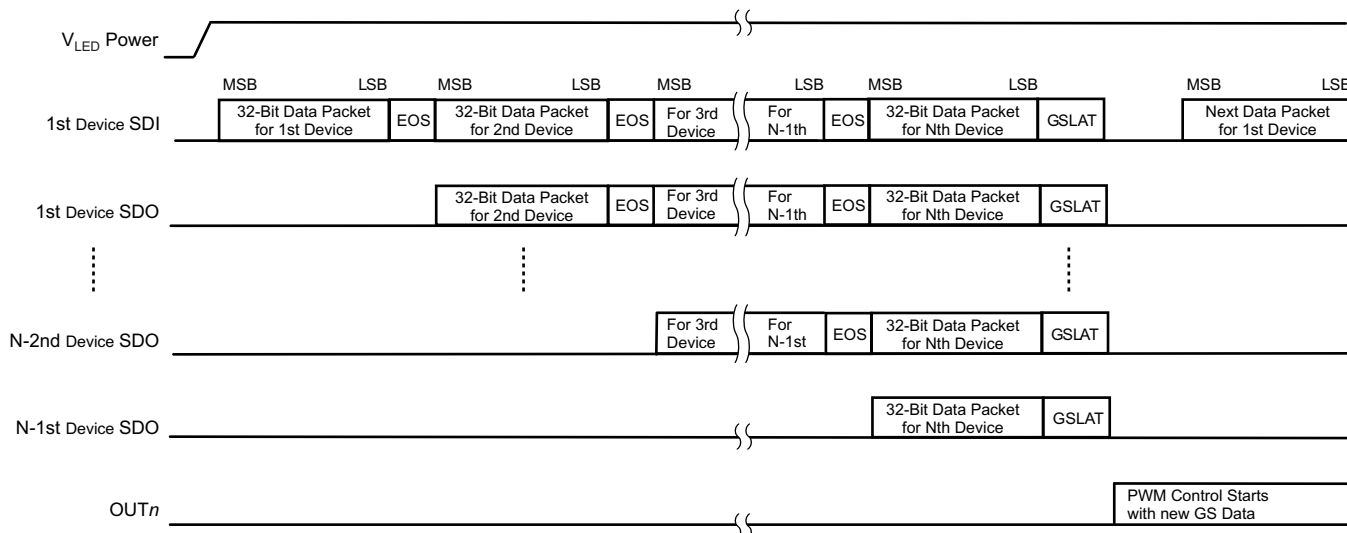 VLED Power
MSB LSB MSB LSB MSB LSB MSB LSB MSB LSB
1st Device SDI
32-Bit Data Packet
for 1st Device
EOS
32-Bit Data Packet
for 2nd Device
EOS
For 3rd
Device
For
N-1th
EOS
32-Bit Data Packet
for Nth Device
GSLAT
Next Data Packet
for 1st Device
1st Device SDO
32-Bit Data Packet
for 2nd Device
EOS
For 3rd
Device
For
N-1th
EOS
32-Bit Data Packet
for Nth Device
GSLAT
N-2nd Device SDO
For 3rd
Device
For
N-1st
EOS
32-Bit Data Packet
for Nth Device
GSLAT
N-1st Device SDO
32-Bit Data Packet
for Nth Device
GSLAT
OUTn
PWM Control Starts
with new GS Data